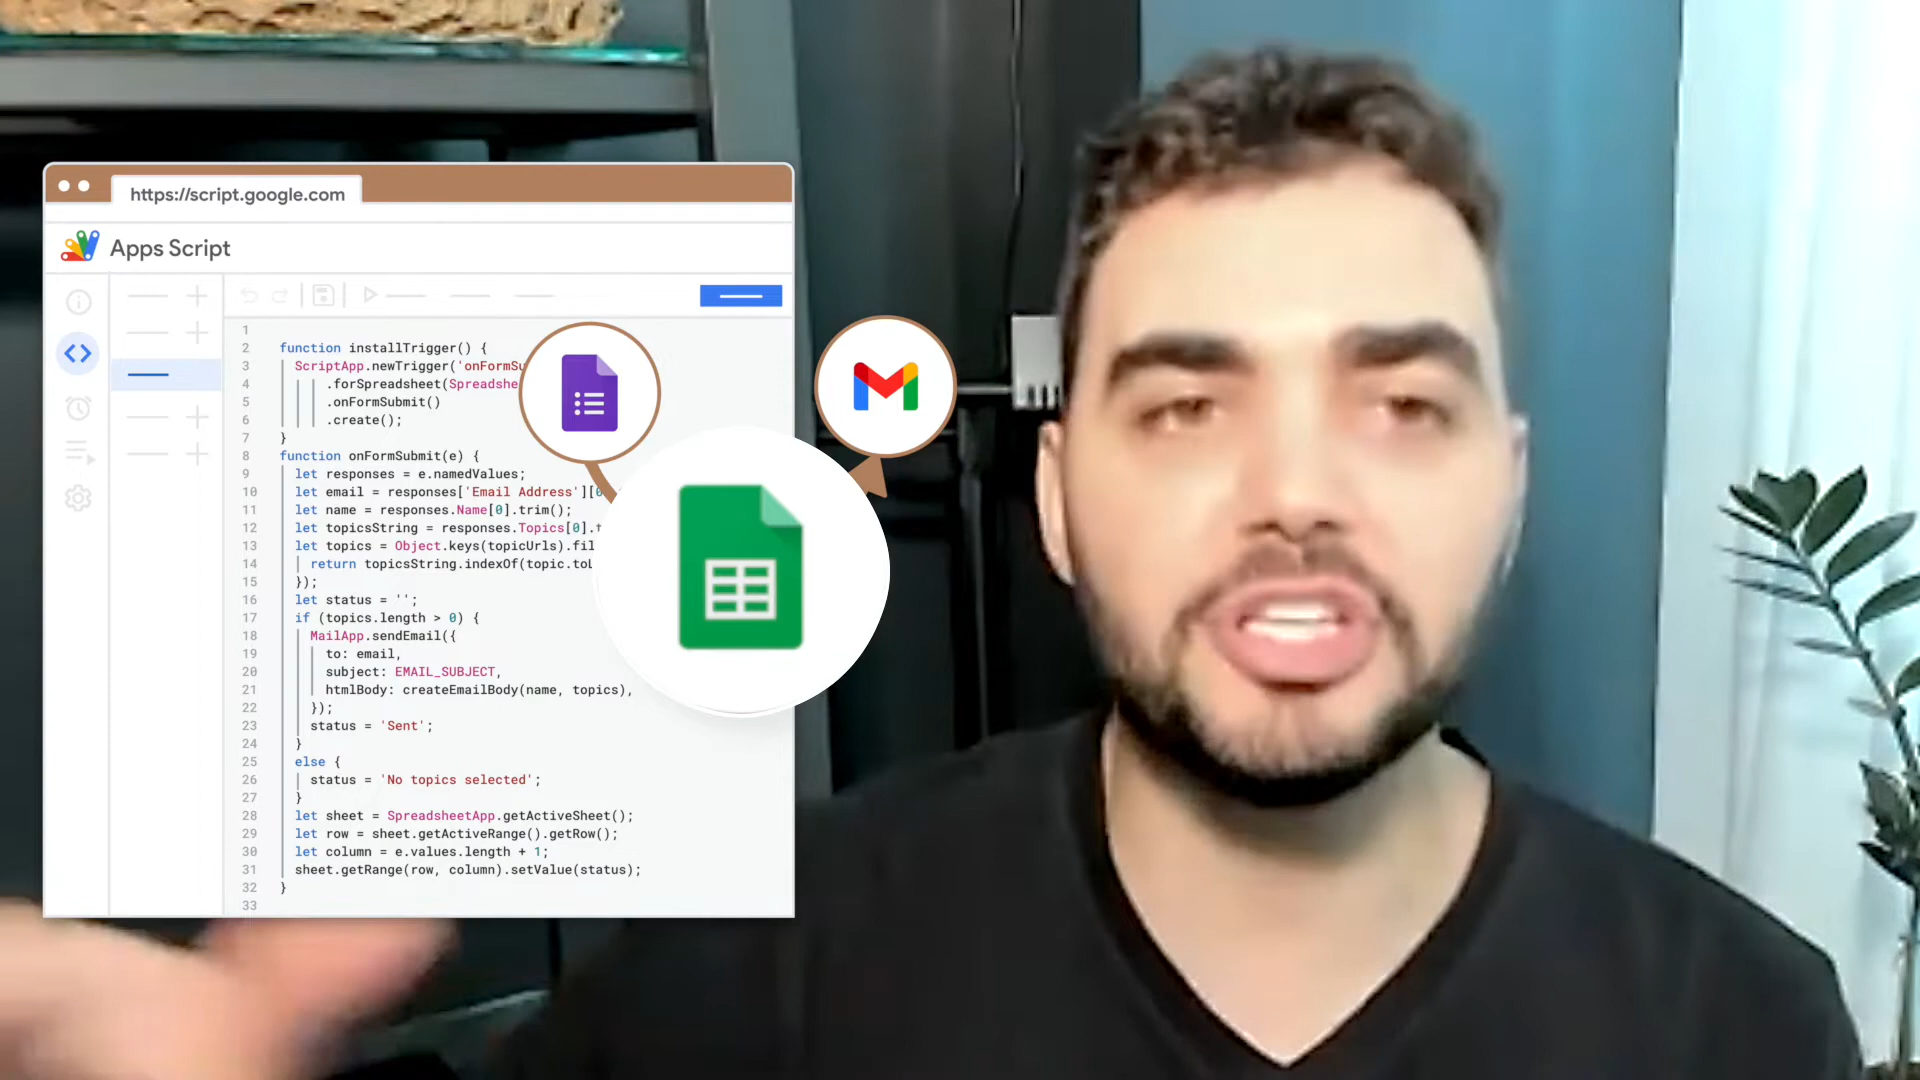 https://script.google.com
Apps Script
1
2 function installTrigger() {
3 ScriptApp.newTrigger('onFormSu
4 .forSpreadsheet(Spreadshe
5 .onFormSubmit()
6 .create();
7 }
8 function onFormSubmit(e) {
9 let responses = e.namedValues;
10 let email = responses['Email Address'][0
11 let name = responses.Name[0].trim();
12 let topicsString = responses.Topics[0].t
13 let topics = Object.keys(topicUrls).fil
14 return topicsString.indexOf(topic.toL
15 });
16 let status = '';
17 if (topics.length > 0) {
18 MailApp.sendEmail({
19 to: email,
20 subject: EMAIL_SUBJECT,
21 htmlBody: createEmailBody(name, topics),
22 });
23 status = 'Sent';
24 }
25 else {
26 status = 'No topics selected';
27 }
28 let sheet = SpreadsheetApp.getActiveSheet();
29 let row = sheet.getActiveRange().getRow();
30 let column = e.values.length + 1;
31 sheet.getRange(row, column).setValue(status);
32 }
33